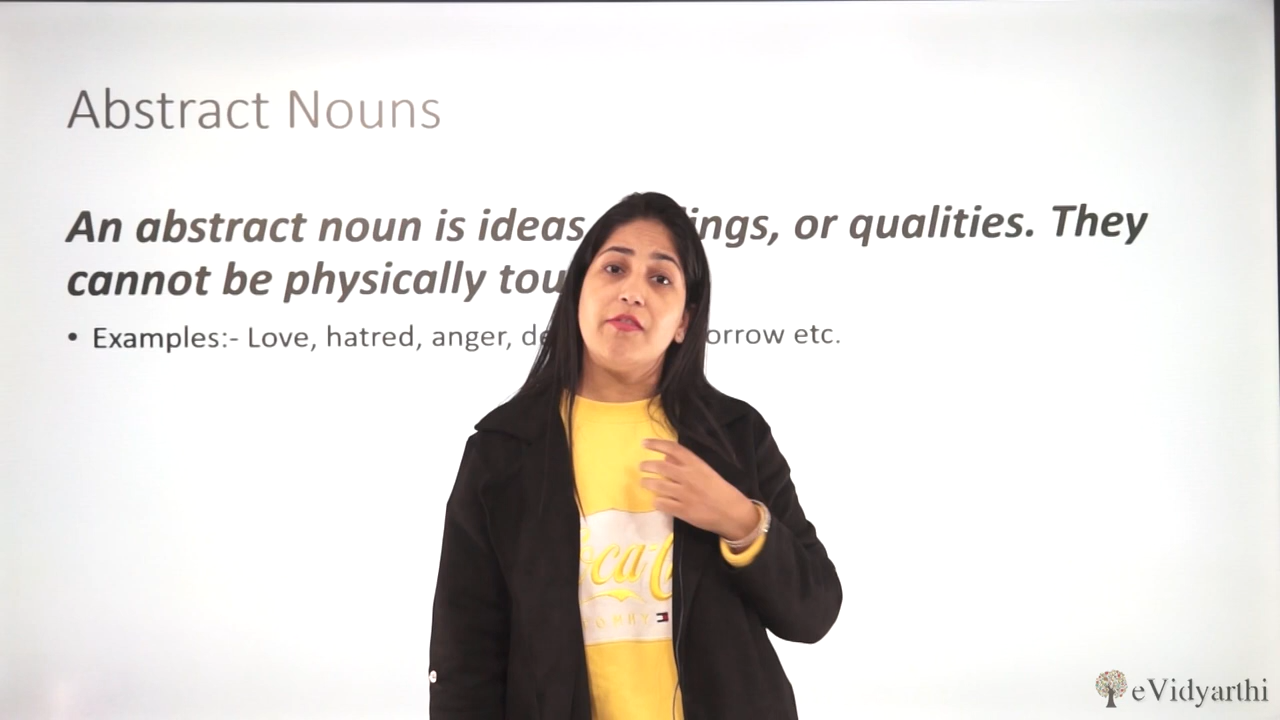 Abstract Nouns
An abstract noun is ideas or qualities. They
cannot be physically
• Examples:- Love, hatred, anger, etc.
TOMMY
eVidyarthi